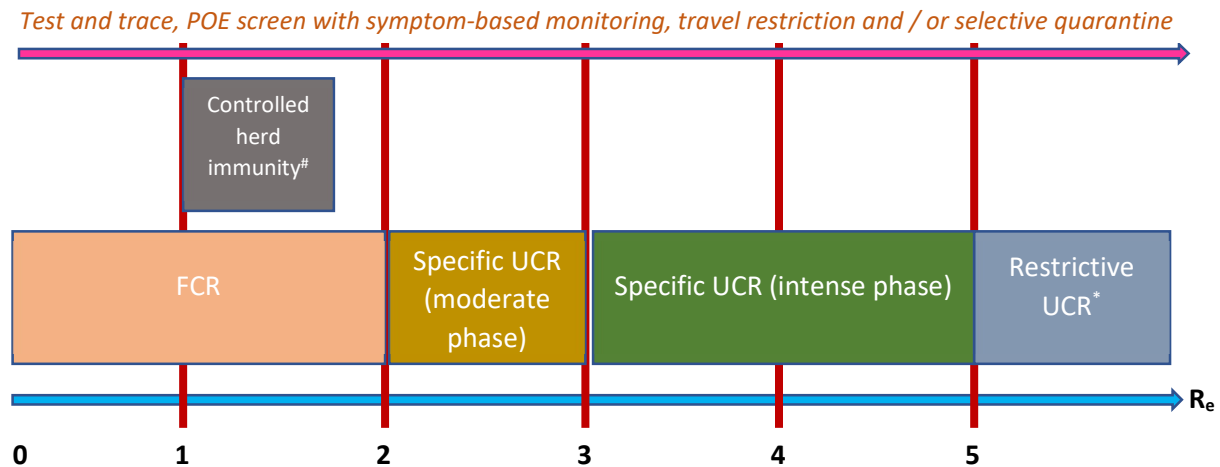 Test and trace, POE screen with symptom-based monitoring, travel restriction and / or selective quarantine
Controlled
herd
immunity#
FCR
Specific UCR
(moderate
phase)
Specific UCR (intense phase)
Restrictive
UCR*
Re
0 1 2 3 4 5